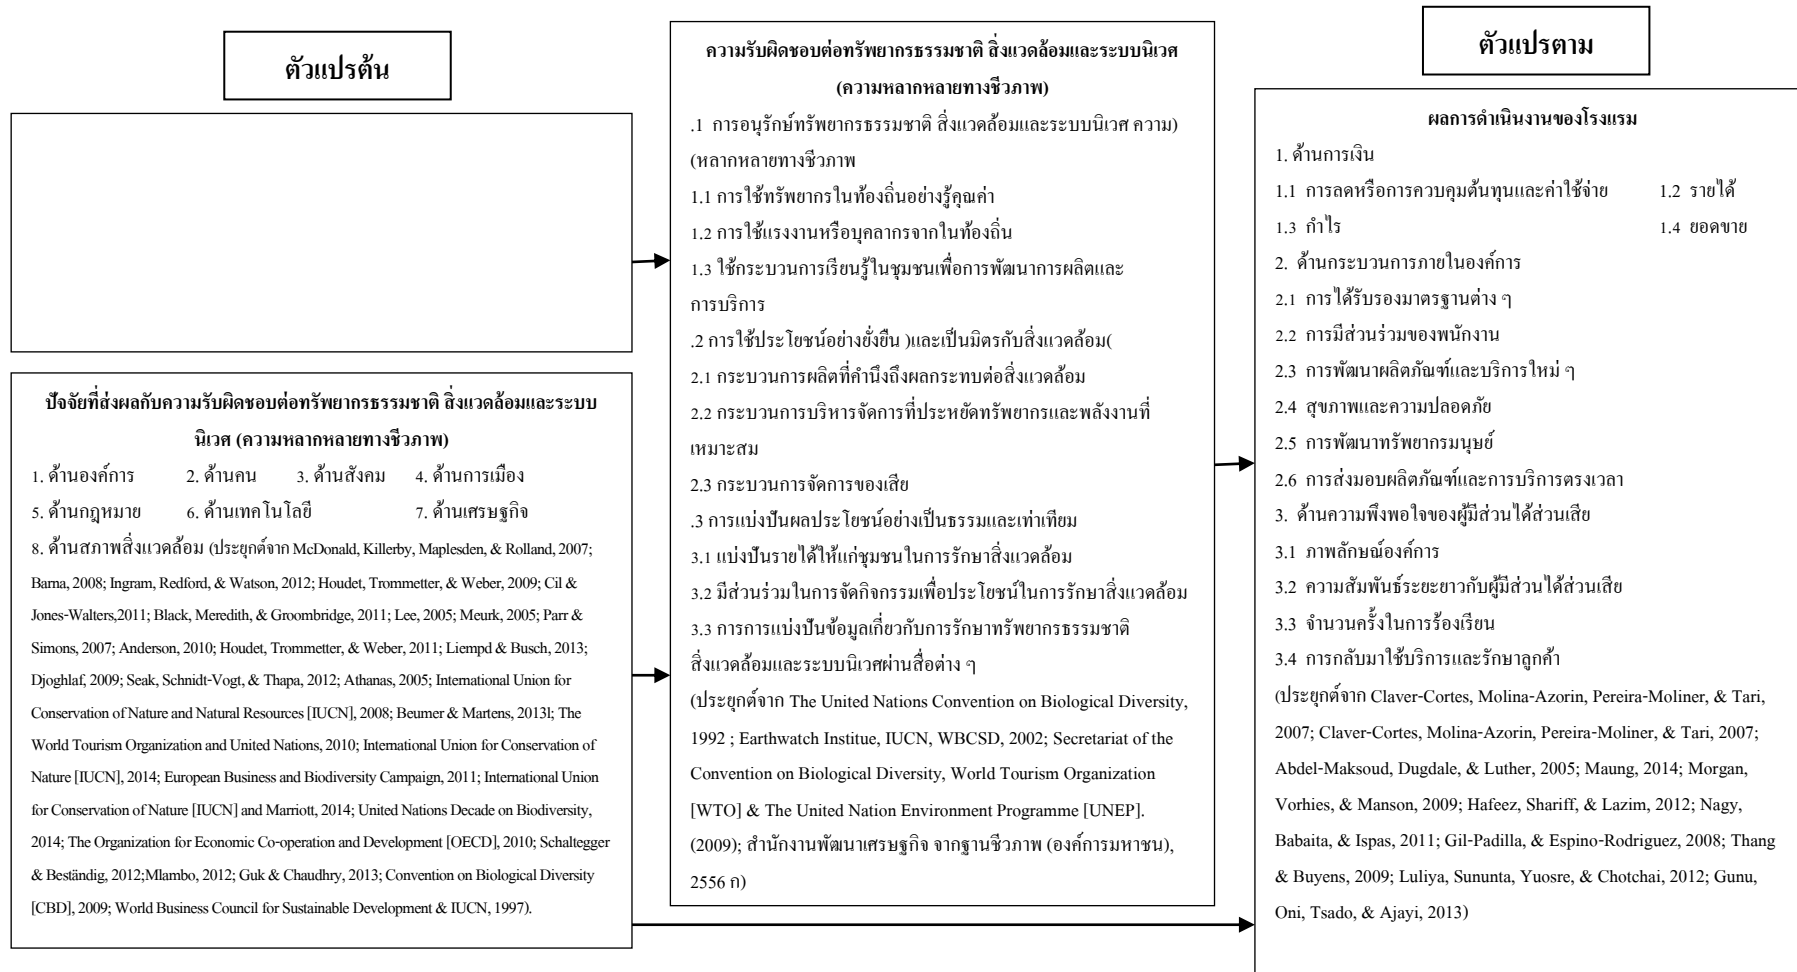 ตัวแปรต้น
ปัจจัยที่ส่งผลกับความรับผิดชอบต่อทรัพยากรธรรมชาติ สิ่งแวดล้อมและระบบ
นิเวศ (ความหลากหลายทางชีวภาพ)
1. ด้านองค์การ 2. ด้านคน 3. ด้านสังคม 4. ด้านการเมือง
5. ด้านกฎหมาย 6. ด้านเทคโนโลยี 7. ด้านเศรษฐกิจ
8. ด้านสภาพสิ่งแวดล้อม (ประยุกต์จาก McDonald, Killerby, Maplesden, & Rolland, 2007;
Barna, 2008; Ingram, Redford, & Watson, 2012; Houdet, Trommetter, & Weber, 2009; Cil &
Jones-Walters,2011; Black, Meredith, & Groombridge, 2011; Lee, 2005; Meurk, 2005; Parr &
Simons, 2007; Anderson, 2010; Houdet, Trommetter, & Weber, 2011; Liempd & Busch, 2013;
Djoghlaf, 2009; Seak, Schnidt-Vogt, & Thapa, 2012; Athanas, 2005; International Union for
Conservation of Nature and Natural Resources [IUCN], 2008; Beumer & Martens, 2013l; The
World Tourism Organization and United Nations, 2010; International Union for Conservation of
Nature [IUCN], 2014; European Business and Biodiversity Campaign, 2011; International Union
for Conservation of Nature [IUCN] and Marriott, 2014; United Nations Decade on Biodiversity,
2014; The Organization for Economic Co-operation and Development [OECD], 2010; Schaltegger
& Beständig, 2012;Mlambo, 2012; Guk & Chaudhry, 2013; Convention on Biological Diversity
[CBD], 2009; World Business Council for Sustainable Development & IUCN, 1997).
ความรับผิดชอบต่อทรัพยากรธรรมชาติ สิ่งแวดล้อมและระบบนิเวศ
(ความหลากหลายทางชีวภาพ)
.1 การอนุรักษ์ทรัพยากรธรรมชาติ สิ่งแวดล้อมและระบบนิเวศ ความ)
(หลากหลายทางชีวภาพ
1.1 การใช้ทรัพยากรในท้องถิ่นอย่างรู้คุณค่า
1.2 การใช้แรงงานหรือบุคลากรจากในท้องถิ่น
1.3 ใช้กระบวนการเรียนรู้ในชุมชนเพื่อการพัฒนาการผลิตและ
การบริการ
.2 การใช้ประโยชน์อย่างยั่งยืน )และเป็นมิตรกับสิ่งแวดล้อม(
2.1 กระบวนการผลิตที่คำนึงถึงผลกระทบต่อสิ่งแวดล้อม
2.2 กระบวนการบริหารจัดการที่ประหยัดทรัพยากรและพลังงานที่
เหมาะสม
2.3 กระบวนการจัดการของเสีย
.3 การแบ่งปันผลประโยชน์อย่างเป็นธรรมและเท่าเทียม
3.1 แบ่งปันรายได้ให้แก่ชุมชนในการรักษาสิ่งแวดล้อม
3.2 มีส่วนร่วมในการจัดกิจกรรมเพื่อประโยชน์ในการรักษาสิ่งแวดล้อม
3.3 การการแบ่งปันข้อมูลเกี่ยวกับการรักษาทรัพยากรธรรมชาติ
สิ่งแวดล้อมและระบบนิเวศผ่านสื่อต่าง ๆ
(ประยุกต์จาก The United Nations Convention on Biological Diversity,
1992 ; Earthwatch Institue, IUCN, WBCSD, 2002; Secretariat of the
Convention on Biological Diversity, World Tourism Organization
[WTO] & The United Nation Environment Programme [UNEP].
(2009); สำนักงานพัฒนาเศรษฐกิจ จากฐานชีวภาพ (องค์การมหาชน),
2556 ก)
ตัวแปรตาม
ผลการดำเนินงานของโรงแรม
1. ด้านการเงิน
1.1 การลดหรือการควบคุมต้นทุนและค่าใช้จ่าย 1.2 รายได้
1.3 กำไร 1.4 ยอดขาย
2. ด้านกระบวนการภายในองค์การ
2.1 การได้รับรองมาตรฐานต่าง ๆ
2.2 การมีส่วนร่วมของพนักงาน
2.3 การพัฒนาผลิตภัณฑ์และบริการใหม่ ๆ
2.4 สุขภาพและความปลอดภัย
2.5 การพัฒนาทรัพยากรมนุษย์
2.6 การส่งมอบผลิตภัณฑ์และการบริการตรงเวลา
3. ด้านความพึงพอใจของผู้มีส่วนได้ส่วนเสีย
3.1 ภาพลักษณ์องค์การ
3.2 ความสัมพันธ์ระยะยาวกับผู้มีส่วนได้ส่วนเสีย
3.3 จำนวนครั้งในการร้องเรียน
3.4 การกลับมาใช้บริการและรักษาลูกค้า
(ประยุกต์จาก Claver-Cortes, Molina-Azorin, Pereira-Moliner, & Tari,
2007; Claver-Cortes, Molina-Azorin, Pereira-Moliner, & Tari, 2007;
Abdel-Maksoud, Dugdale, & Luther, 2005; Maung, 2014; Morgan,
Vorhies, & Manson, 2009; Hafeez, Shariff, & Lazim, 2012; Nagy,
Babaita, & Ispas, 2011; Gil-Padilla, & Espino-Rodriguez, 2008; Thang
& Buyens, 2009; Luliya, Sununta, Yuosre, & Chotchai, 2012; Gunu,
Oni, Tsado, & Ajayi, 2013)